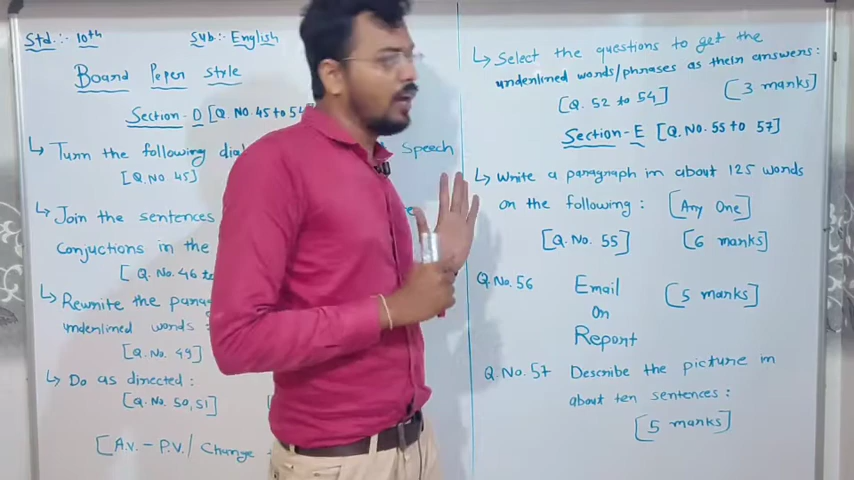 Std.:- 10th Sub:- English
Board Paper style
Section-D [Q.NO.45 to 54
↳ Turn the following Speech
[Q.NO 45]
↳ Join the sentences
Conjuctions in the
[Q.NO.46 to
↳ Rewrite the
underlined words
[Q.NO. 49]
↳ Do as directed:
[Q.NO. 50,51]
[A.V. - P.V./ Change
↳ Select the questions to get the
underlined words/phrases as their answers:
[Q. 52 to 54] [3 marks]
Section-E [Q.NO.55 to 57]
↳ Write a paragraph in about 125 words
on the following: [Any One]
[Q.NO. 55] [6 marks]
Q.No.56 Email [5 marks]
On
Report
Q.No.57 Describe the picture in
about ten sentences:
[5 marks]